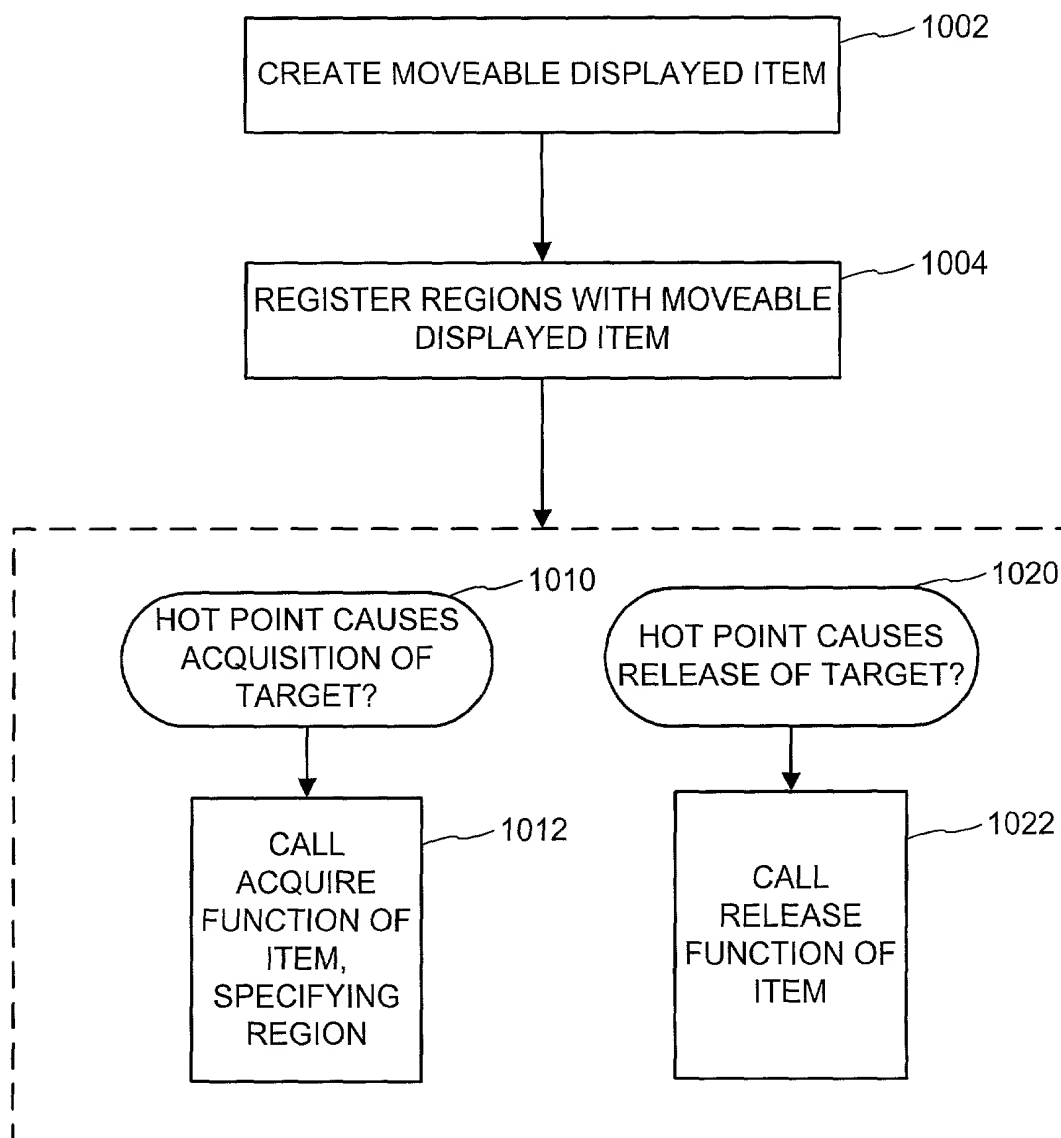 1002
CREATE MOVEABLE DISPLAYED ITEM
1004
REGISTER REGIONS WITH MOVEABLE
DISPLAYED ITEM
1010
HOT POINT CAUSES
ACQUISITION OF
TARGET?
1020
HOT POINT CAUSES
RELEASE OF TARGET?
1012
CALL
ACQUIRE
FUNCTION OF
ITEM,
SPECIFYING
REGION
1022
CALL
RELEASE
FUNCTION OF
ITEM